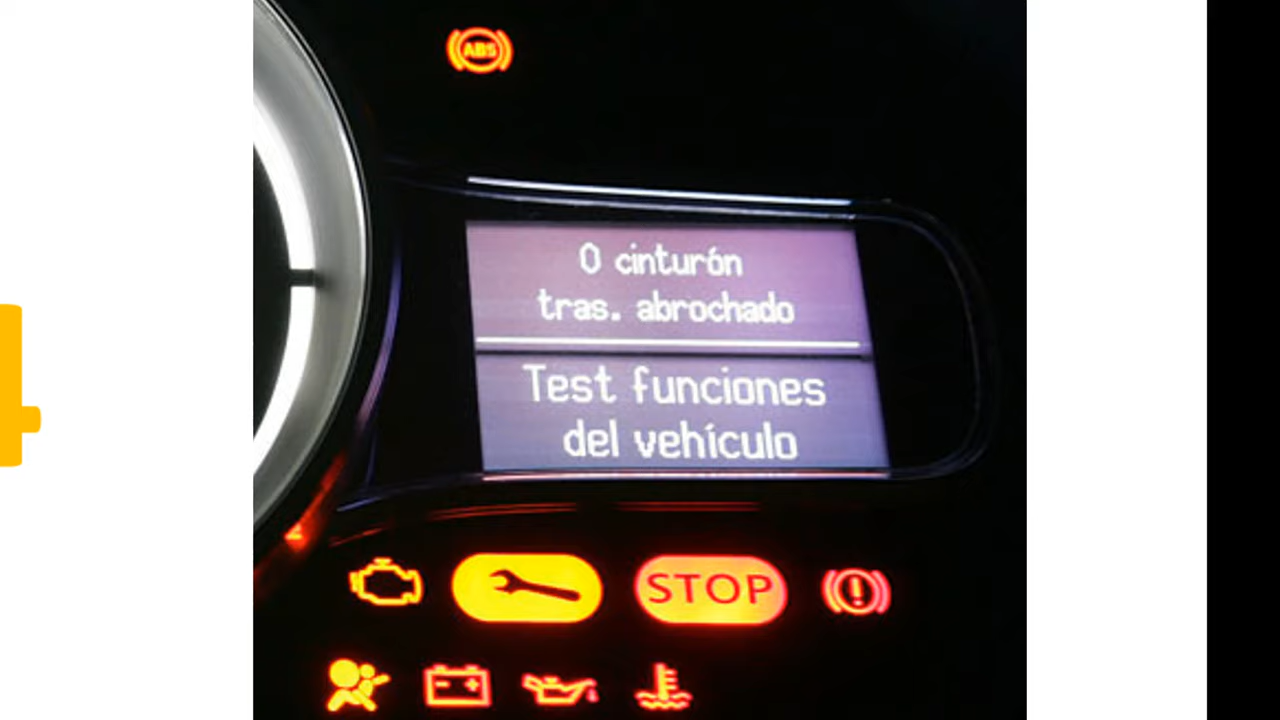 ABS
0 cinturón
tras. abrochado
Test funciones
del vehículo
STOP